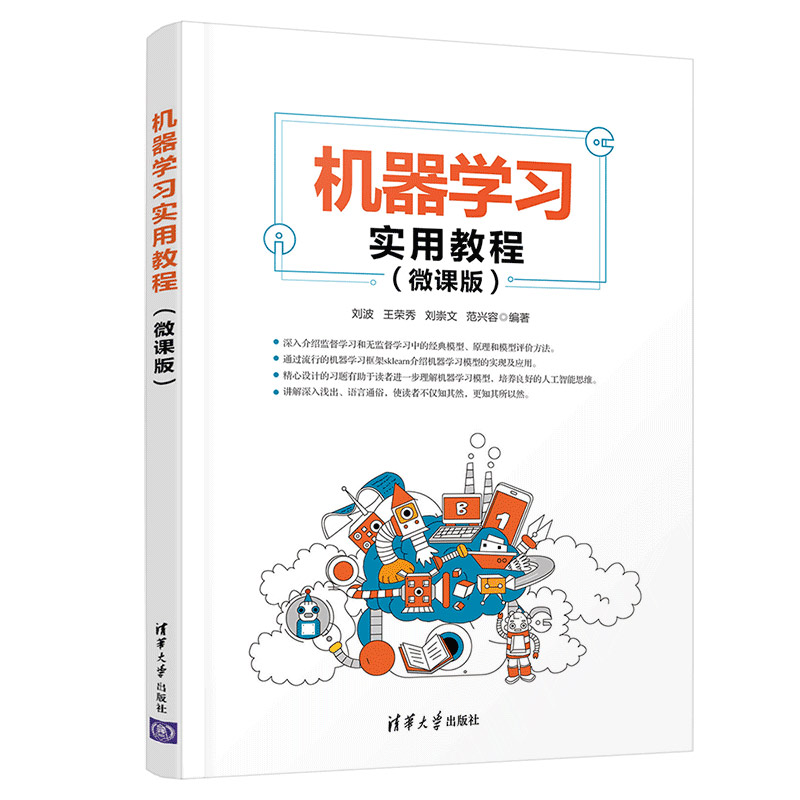 机器学习实用教程
（微课版）
清华大学出版社
机器学习
实用教程
（微课版）
刘波 王荣秀 刘崇文 范兴容 编著
深入介绍监督学习和无监督学习中的经典模型、原理和模型评价方法。
通过流行的机器学习框架sklearn介绍机器学习模型的实现及应用。
精心设计的习题有助于读者进一步理解机器学习模型，培养良好的人工智能思维。
讲解深入浅出、语言通俗，使读者不仅知其然，更知其所以然。
B
1
清华大学出版社